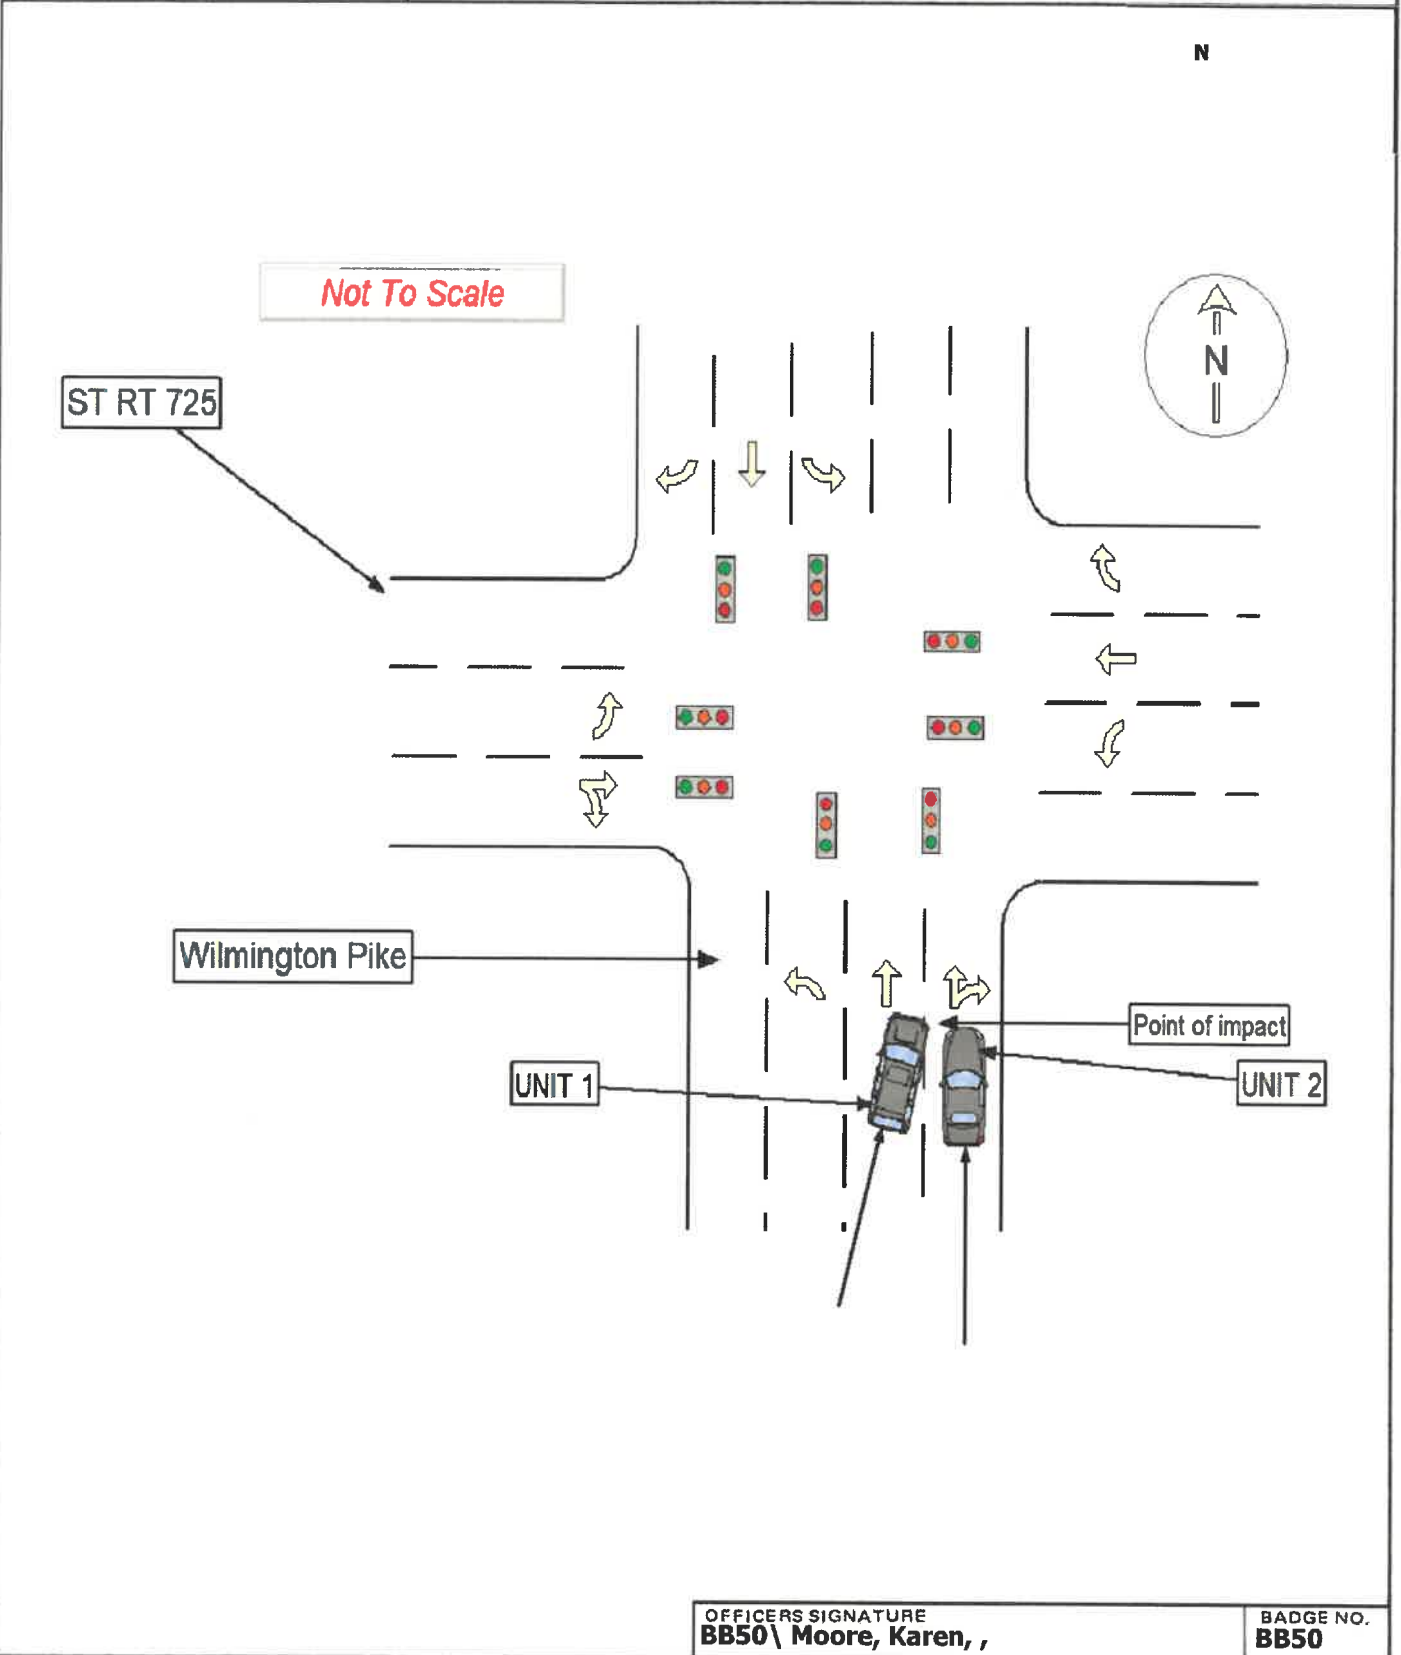 N
Not To Scale
N
ST RT 725
Wilmington Pike
Point of impact
UNIT 1
UNIT 2
OFFICERS SIGNATURE
BB50\ Moore, Karen, ,
BADGE NO.
BB50